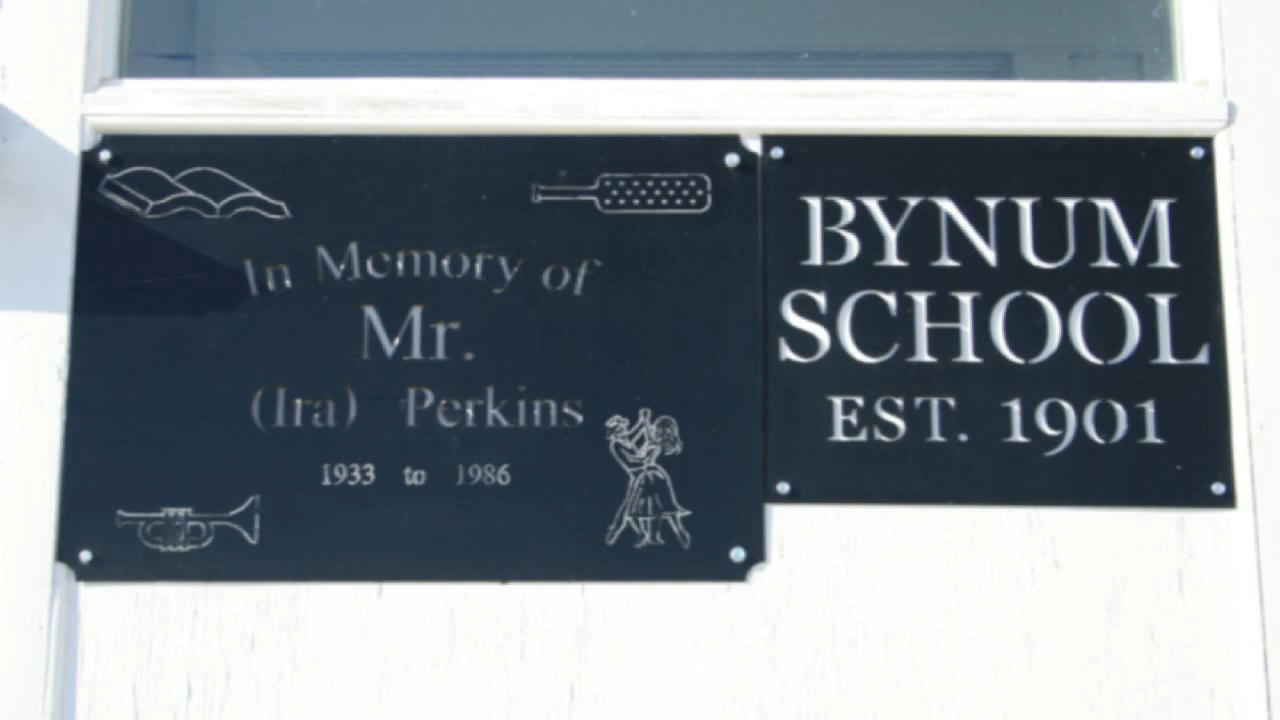 In Memory of
Mr.
(Ira) Perkins
1933 to 1986
BYNUM
SCHOOL
EST. 1901